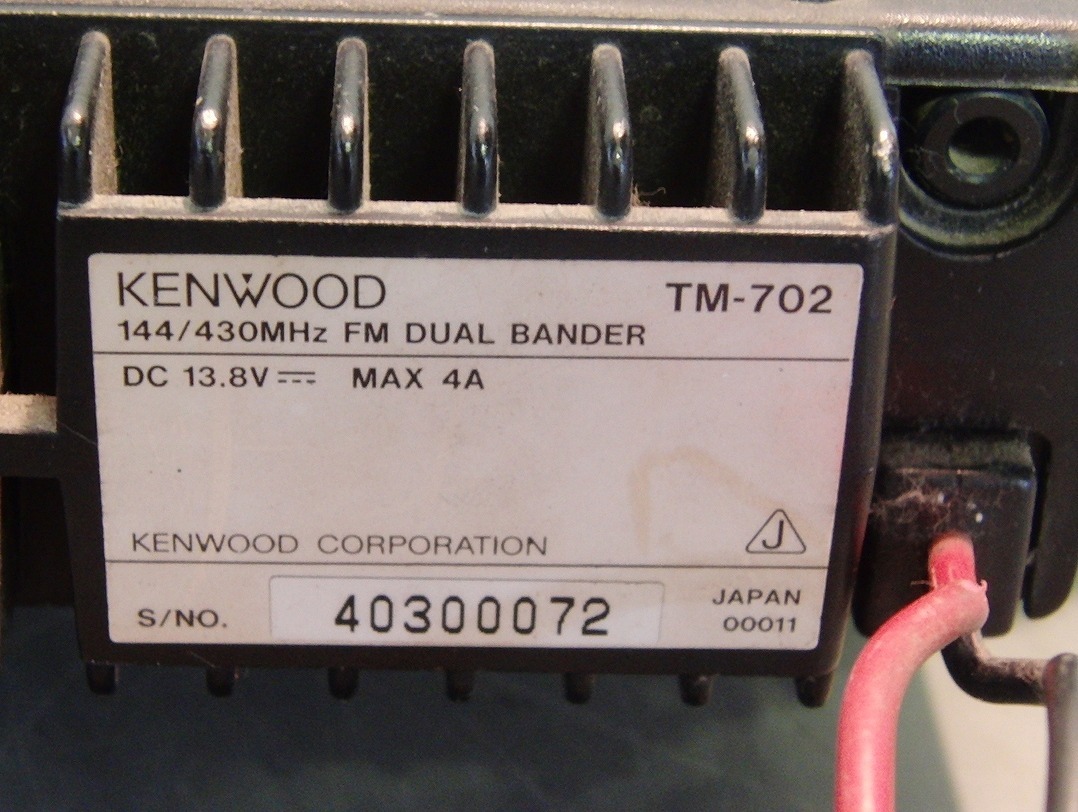 KENWOOD TM-702
144/430MHz FM DUAL BANDER
DC 13.8V⎓ MAX 4A
KENWOOD CORPORATION J
S/NO. 40300072 JAPAN
00011